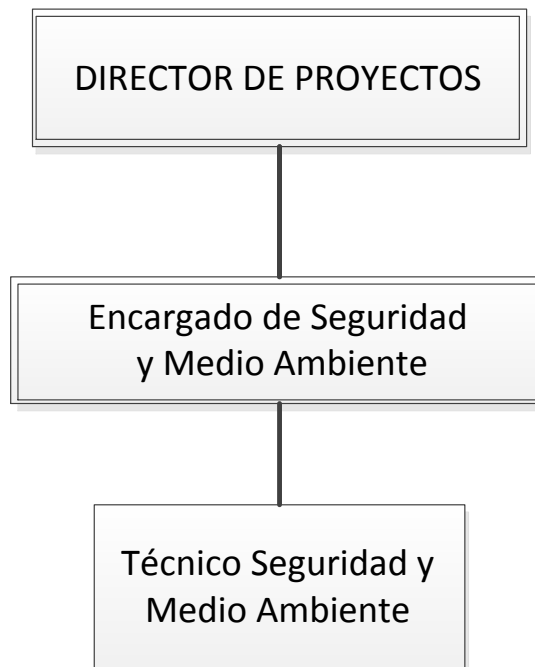 DIRECTOR DE PROYECTOS
Encargado de Seguridad
y Medio Ambiente
Técnico Seguridad y
Medio Ambiente